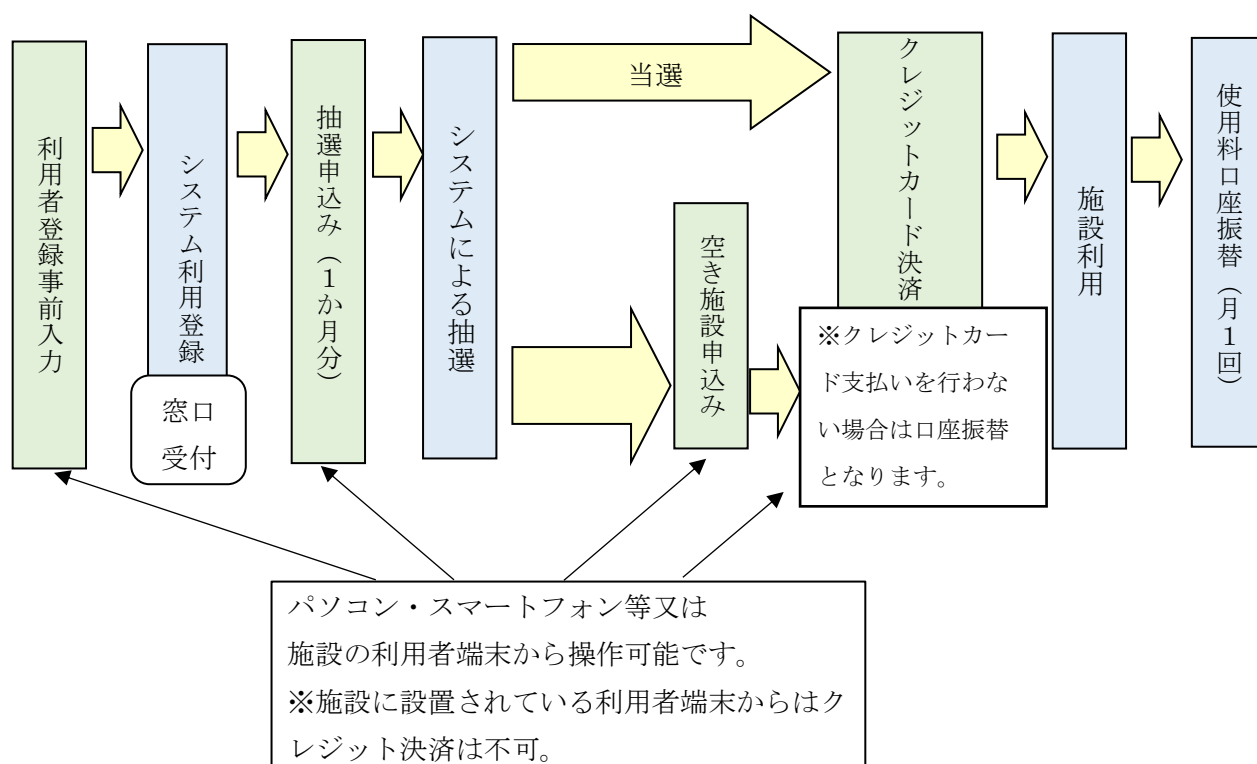 利用者登録事前入力
システム利用登録
窓口
受付
抽選申込み（１か月分）
システムによる抽選
当選
空き施設申込み
クレジットカード決済
※クレジットカー
ド支払いを行わな
い場合は口座振替
となります。
施設利用
使用料口座振替（月１回）
パソコン・スマートフォン等又は
施設の利用者端末から操作可能です。
※施設に設置されている利用者端末からはク
レジット決済は不可。